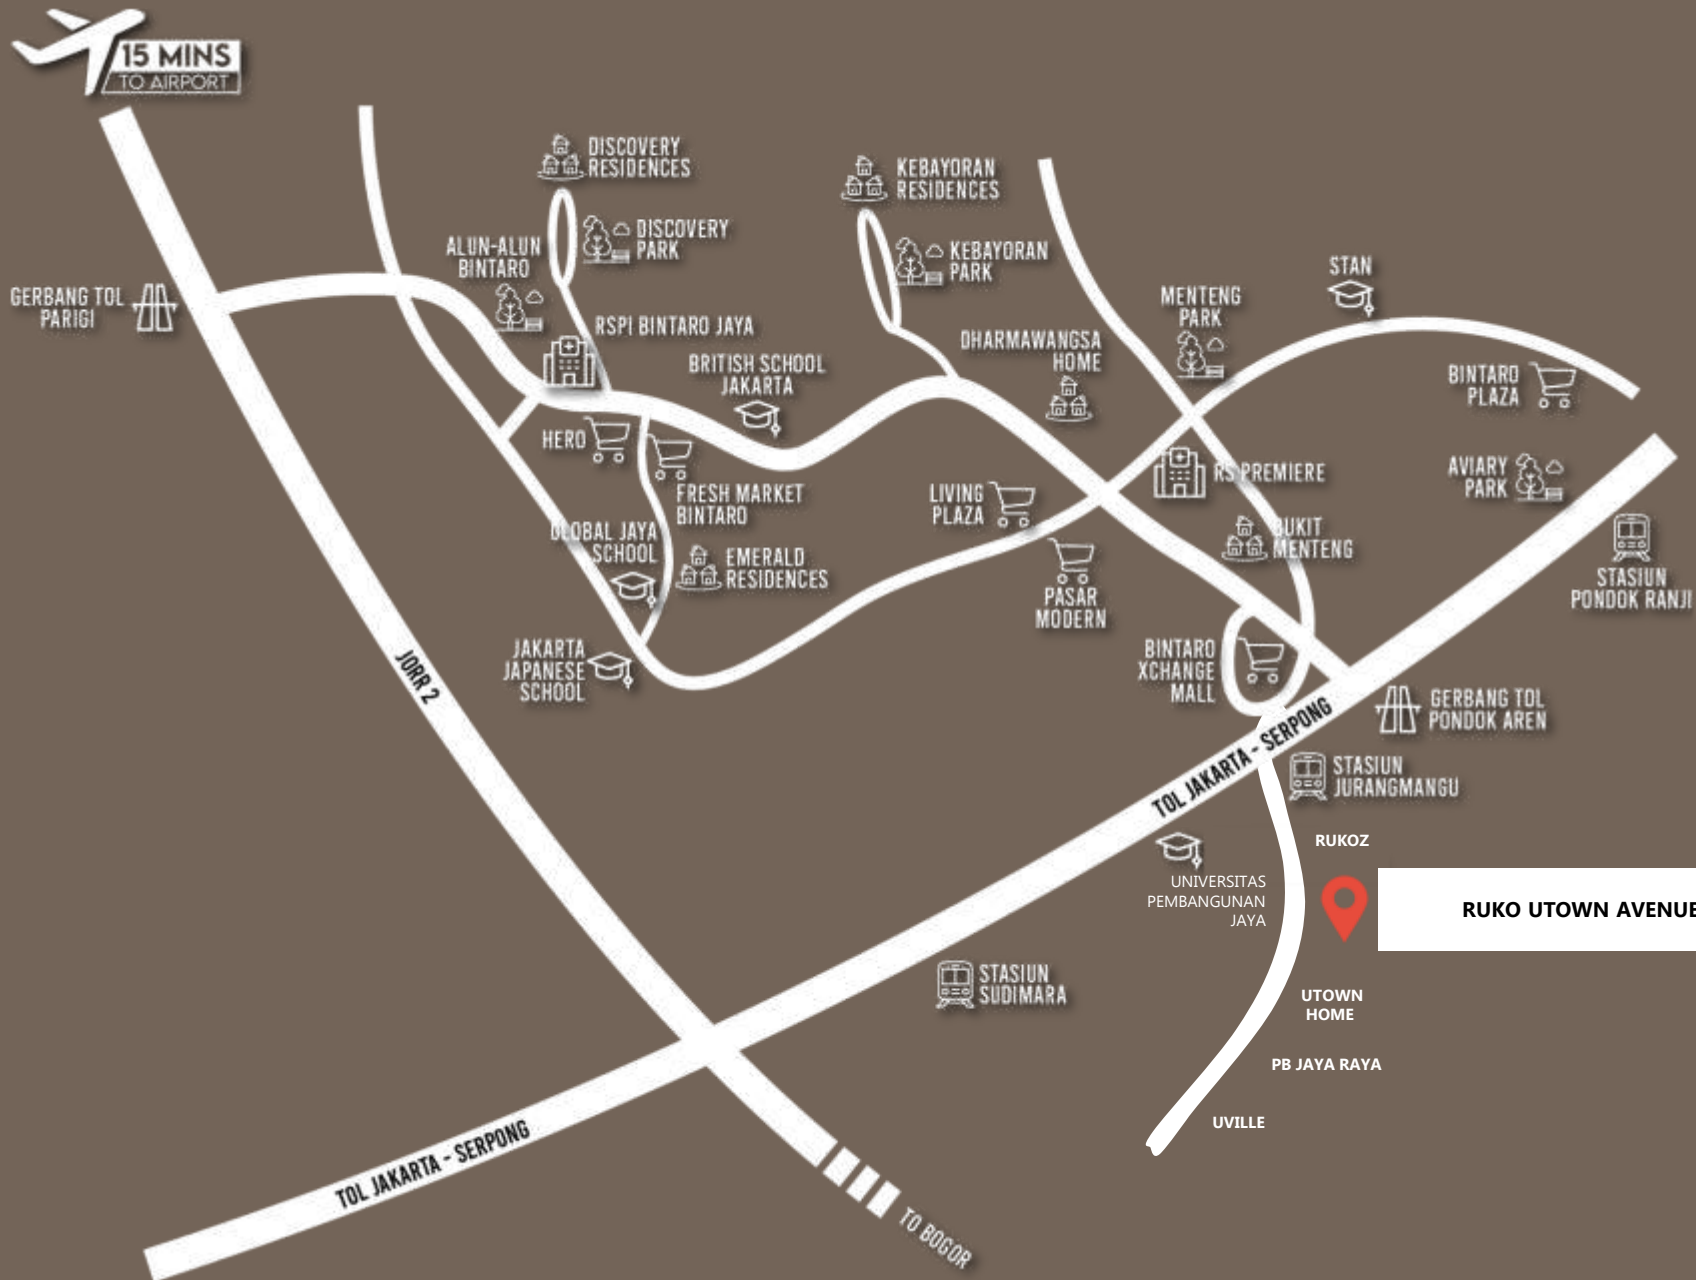 15 MINS
TO AIRPORT
DISCOVERY
RESIDENCES
KEBAYORAN
RESIDENCES
DISCOVERY
PARK
ALUN-ALUN
BINTARO
KEBAYORAN
PARK
STAN
GERBANG TOL
PARIGI
MENTENG
PARK
RSPI BINTARO JAYA
DHARMAWANGSA
HOME
BRITISH SCHOOL
JAKARTA
BINTARO
PLAZA
HERO
RS PREMIERE
AVIARY
PARK
FRESH MARKET
BINTARO
LIVING
PLAZA
GLOBAL JAYA
SCHOOL
BUKIT
MENTENG
EMERALD
RESIDENCES
STASIUN
PONDOK RANJI
PASAR
MODERN
JAKARTA
JAPANESE
SCHOOL
BINTARO
XCHANGE
MALL
JORR 2
GERBANG TOL
PONDOK AREN
TOL JAKARTA - SERPONG
STASIUN
JURANGMANGU
RUKOZ
UNIVERSITAS
PEMBANGUNAN
JAYA
RUKO UTOWN AVENUE
STASIUN
SUDIMARA
UTOWN
HOME
PB JAYA RAYA
UVILLE
TOL JAKARTA - SERPONG
TO BOGOR